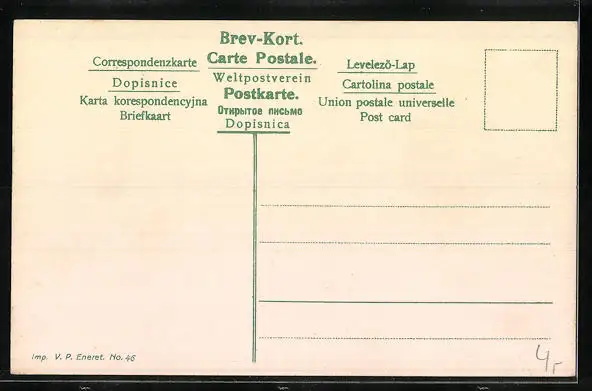 Brev-Kort.
Carte Postale.
Weltpostverein
Postkarte.
Открытое письмо
Dopisnica
Correspondenzkarte
Dopisnice
Karta korespondencyjna
Briefkaart
Levelező-Lap
Cartolina postale
Union postale universelle
Post card
Imp. V. P. Eneret. No. 46
4,-